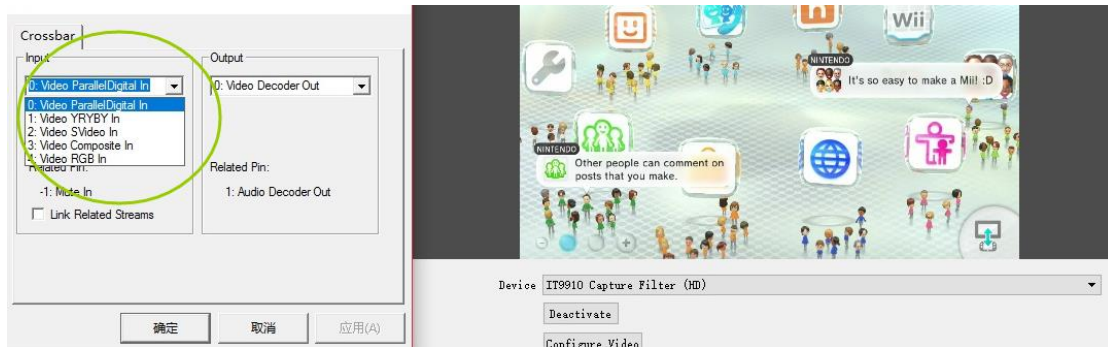 Crossbar
Input
0: Video ParallelDigital In
0: Video ParallelDigital In
1: Video YRYBY In
2: Video SVideo In
3: Video Composite In
4: Video RGB In
Related Pin:
-1: Mute In
Link Related Streams
Output
0: Video Decoder Out
Related Pin:
1: Audio Decoder Out
确定
取消
应用(A)
Wii
NINTENDO
It's so easy to make a Mii! :D
NINTENDO
Other people can comment on
posts that you make.
Device
IT9910 Capture Filter (HD)
Deactivate
Configure Video